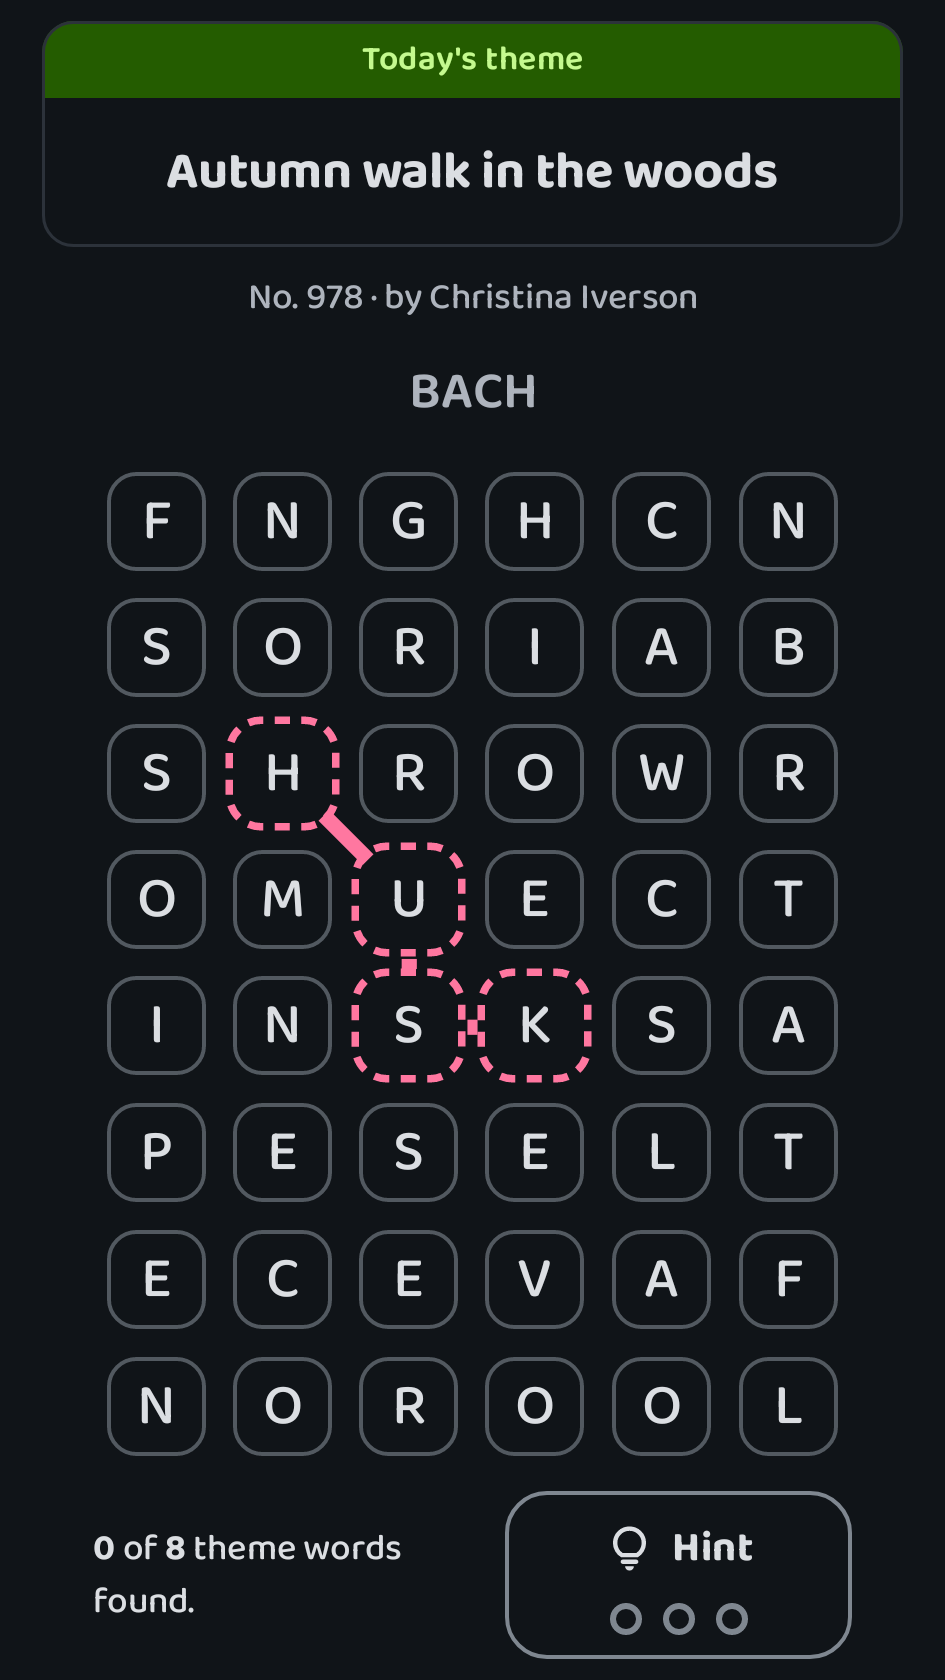 Today's theme
Autumn walk in the woods
No. 978 · by Christina Iverson
BACH
F N G H C N
S O R I A B
S H R O W R
O M U E C T
I N S K S A
P E S E L T
E C E V A F
N O R O O L
0 of 8 theme words
found.
Hint